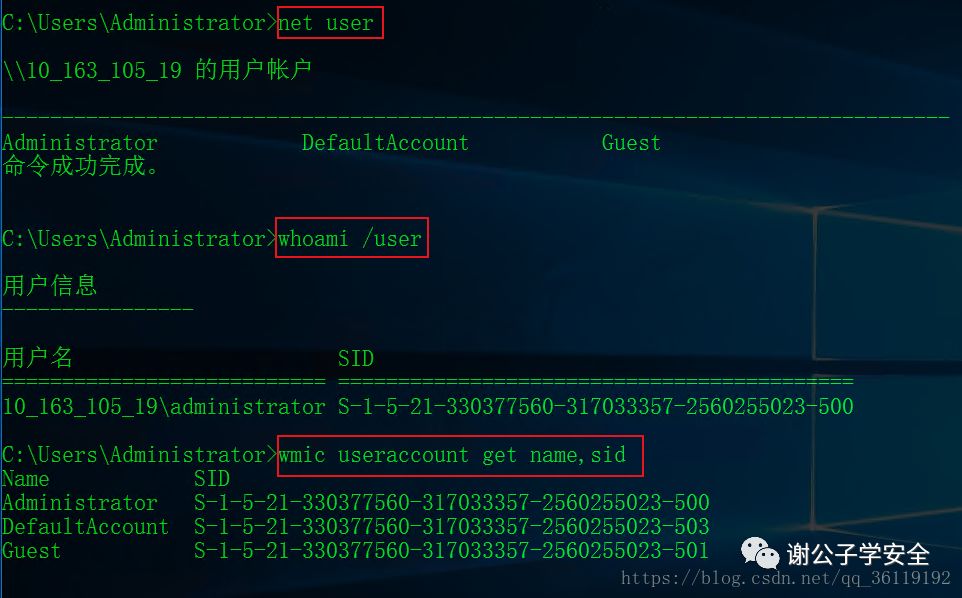 C:\Users\Administrator>net user
\\10_163_105_19 的用户帐户
-------------------------------------------------------------------------------
Administrator DefaultAccount Guest
命令成功完成。
C:\Users\Administrator>whoami /user
用户信息
----------------
用户名 SID
=========================== ===========================================
10_163_105_19\administrator S-1-5-21-330377560-317033357-2560255023-500
C:\Users\Administrator>wmic useraccount get name,sid
Name SID
Administrator S-1-5-21-330377560-317033357-2560255023-500
DefaultAccount S-1-5-21-330377560-317033357-2560255023-503
Guest S-1-5-21-330377560-317033357-2560255023-501
谢公子学安全
https://blog.csdn.net/qq_36119192